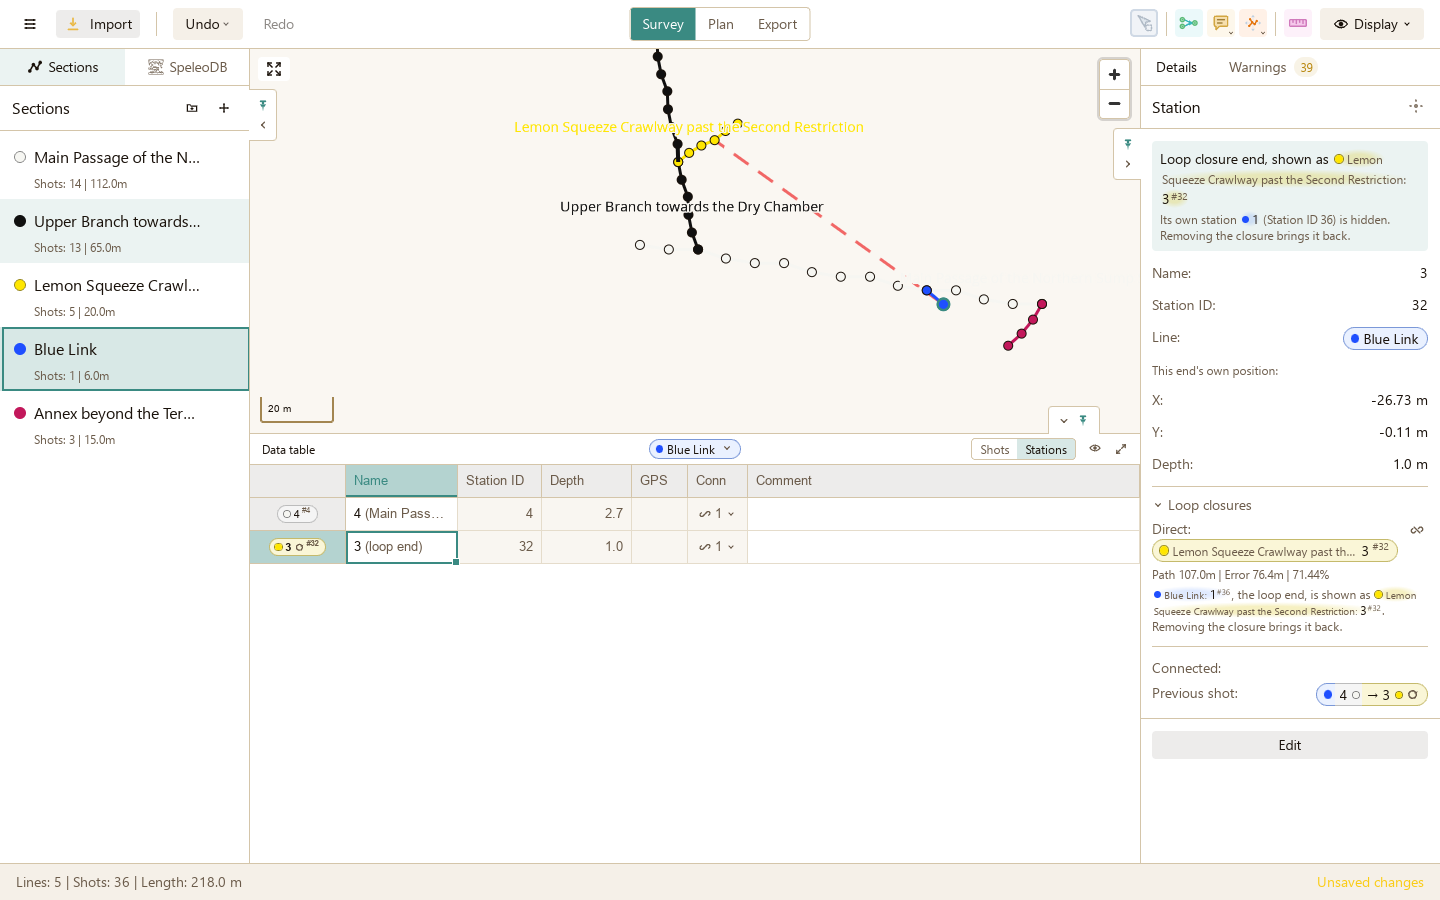 Import
Undo
Redo
Survey
Plan
Export
Display
Sections
SpeleoDB
Details
Warnings 39
Sections
Station
Main Passage of the N...
Shots: 14 | 112.0m
Upper Branch towards...
Shots: 13 | 65.0m
Lemon Squeeze Crawl...
Shots: 5 | 20.0m
Blue Link
Shots: 1 | 6.0m
Annex beyond the Ter...
Shots: 3 | 15.0m
Lemon Squeeze Crawlway past the Second Restriction
Upper Branch towards the Dry Chamber
20 m
Data table
Blue Link
Shots
Stations
Name
Station ID
Depth
GPS
Conn
Comment
4 #4
4 (Main Pass...
4
2.7
1
3 #32
3 (loop end)
32
1.0
1
Loop closure end, shown as Lemon
Squeeze Crawlway past the Second Restriction:
3 #32
Its own station 1 (Station ID 36) is hidden.
Removing the closure brings it back.
Name: 3
Station ID: 32
Line: Blue Link
This end's own position:
X: -26.73 m
Y: -0.11 m
Depth: 1.0 m
Loop closures
Direct:
Lemon Squeeze Crawlway past th... 3 #32
Path 107.0m | Error 76.4m | 71.44%
Blue Link: 1 #36, the loop end, is shown as Lemon
Squeeze Crawlway past the Second Restriction: 3 #32.
Removing the closure brings it back.
Connected:
Previous shot: 4 → 3
Edit
Lines: 5 | Shots: 36 | Length: 218.0 m
Unsaved changes